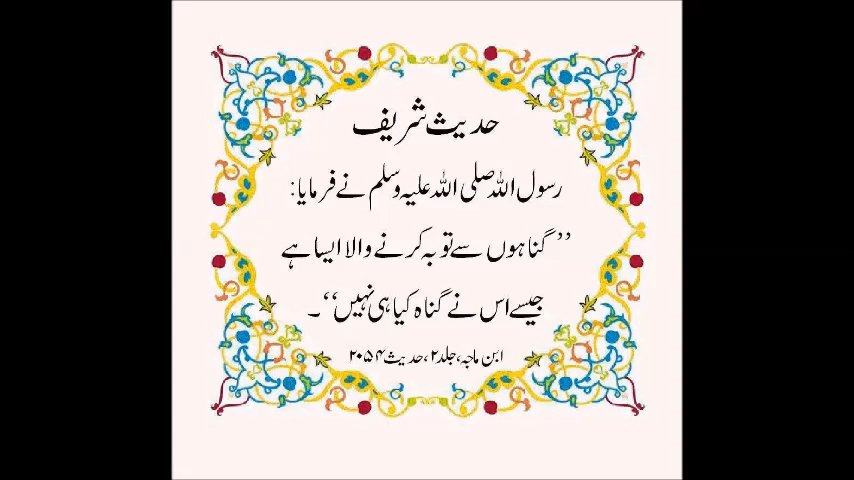 حدیث شریف
رسول اللہ صلی اللہ علیہ وسلم نے فرمایا:
’’گناہوں سے توبہ کرنے والا ایسا ہے
جیسے اس نے گناہ کیا ہی نہیں‘‘۔
ابن ماجہ، جلد ۲، حدیث ۲۰۵۴